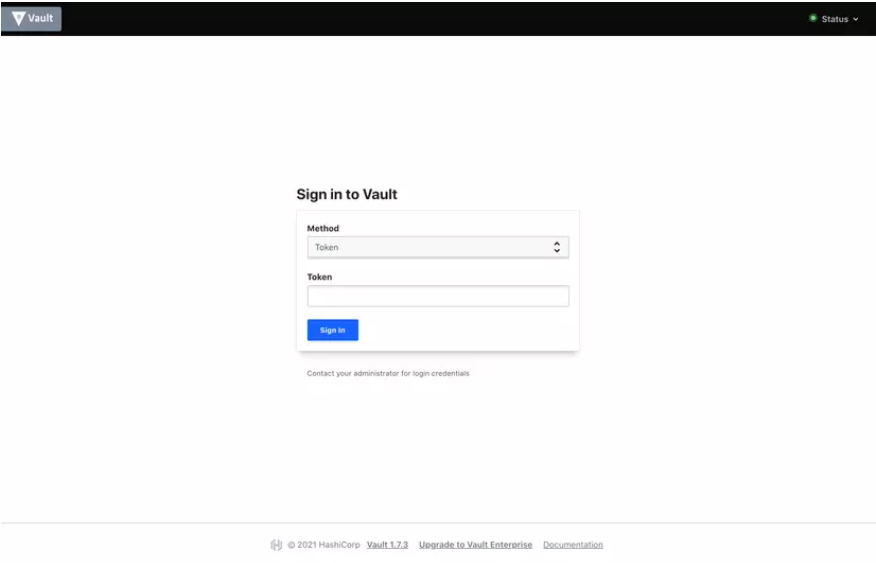 Vault
Status
Sign in to Vault
Method
Token
Token
Sign In
Contact your administrator for login credentials
© 2021 HashiCorp Vault 1.7.3 Upgrade to Vault Enterprise Documentation